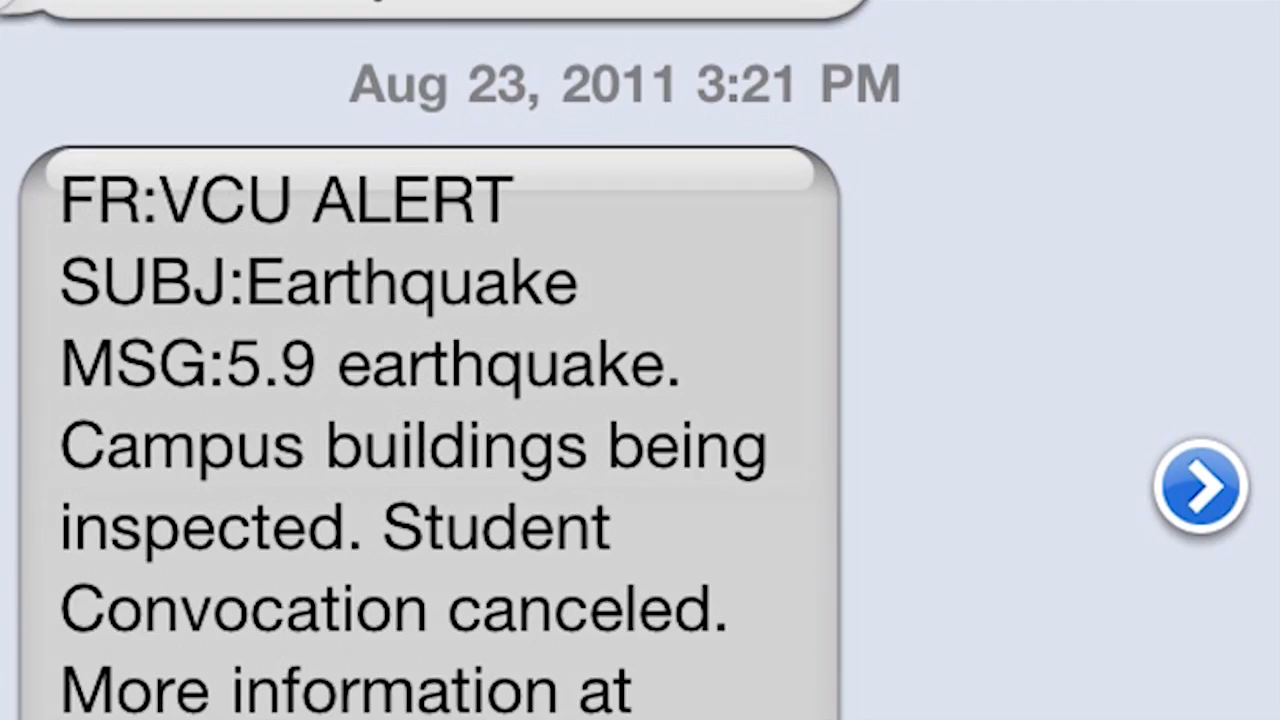 Aug 23, 2011 3:21 PM
FR:VCU ALERT
SUBJ:Earthquake
MSG:5.9 earthquake.
Campus buildings being
inspected. Student
Convocation canceled.
More information at